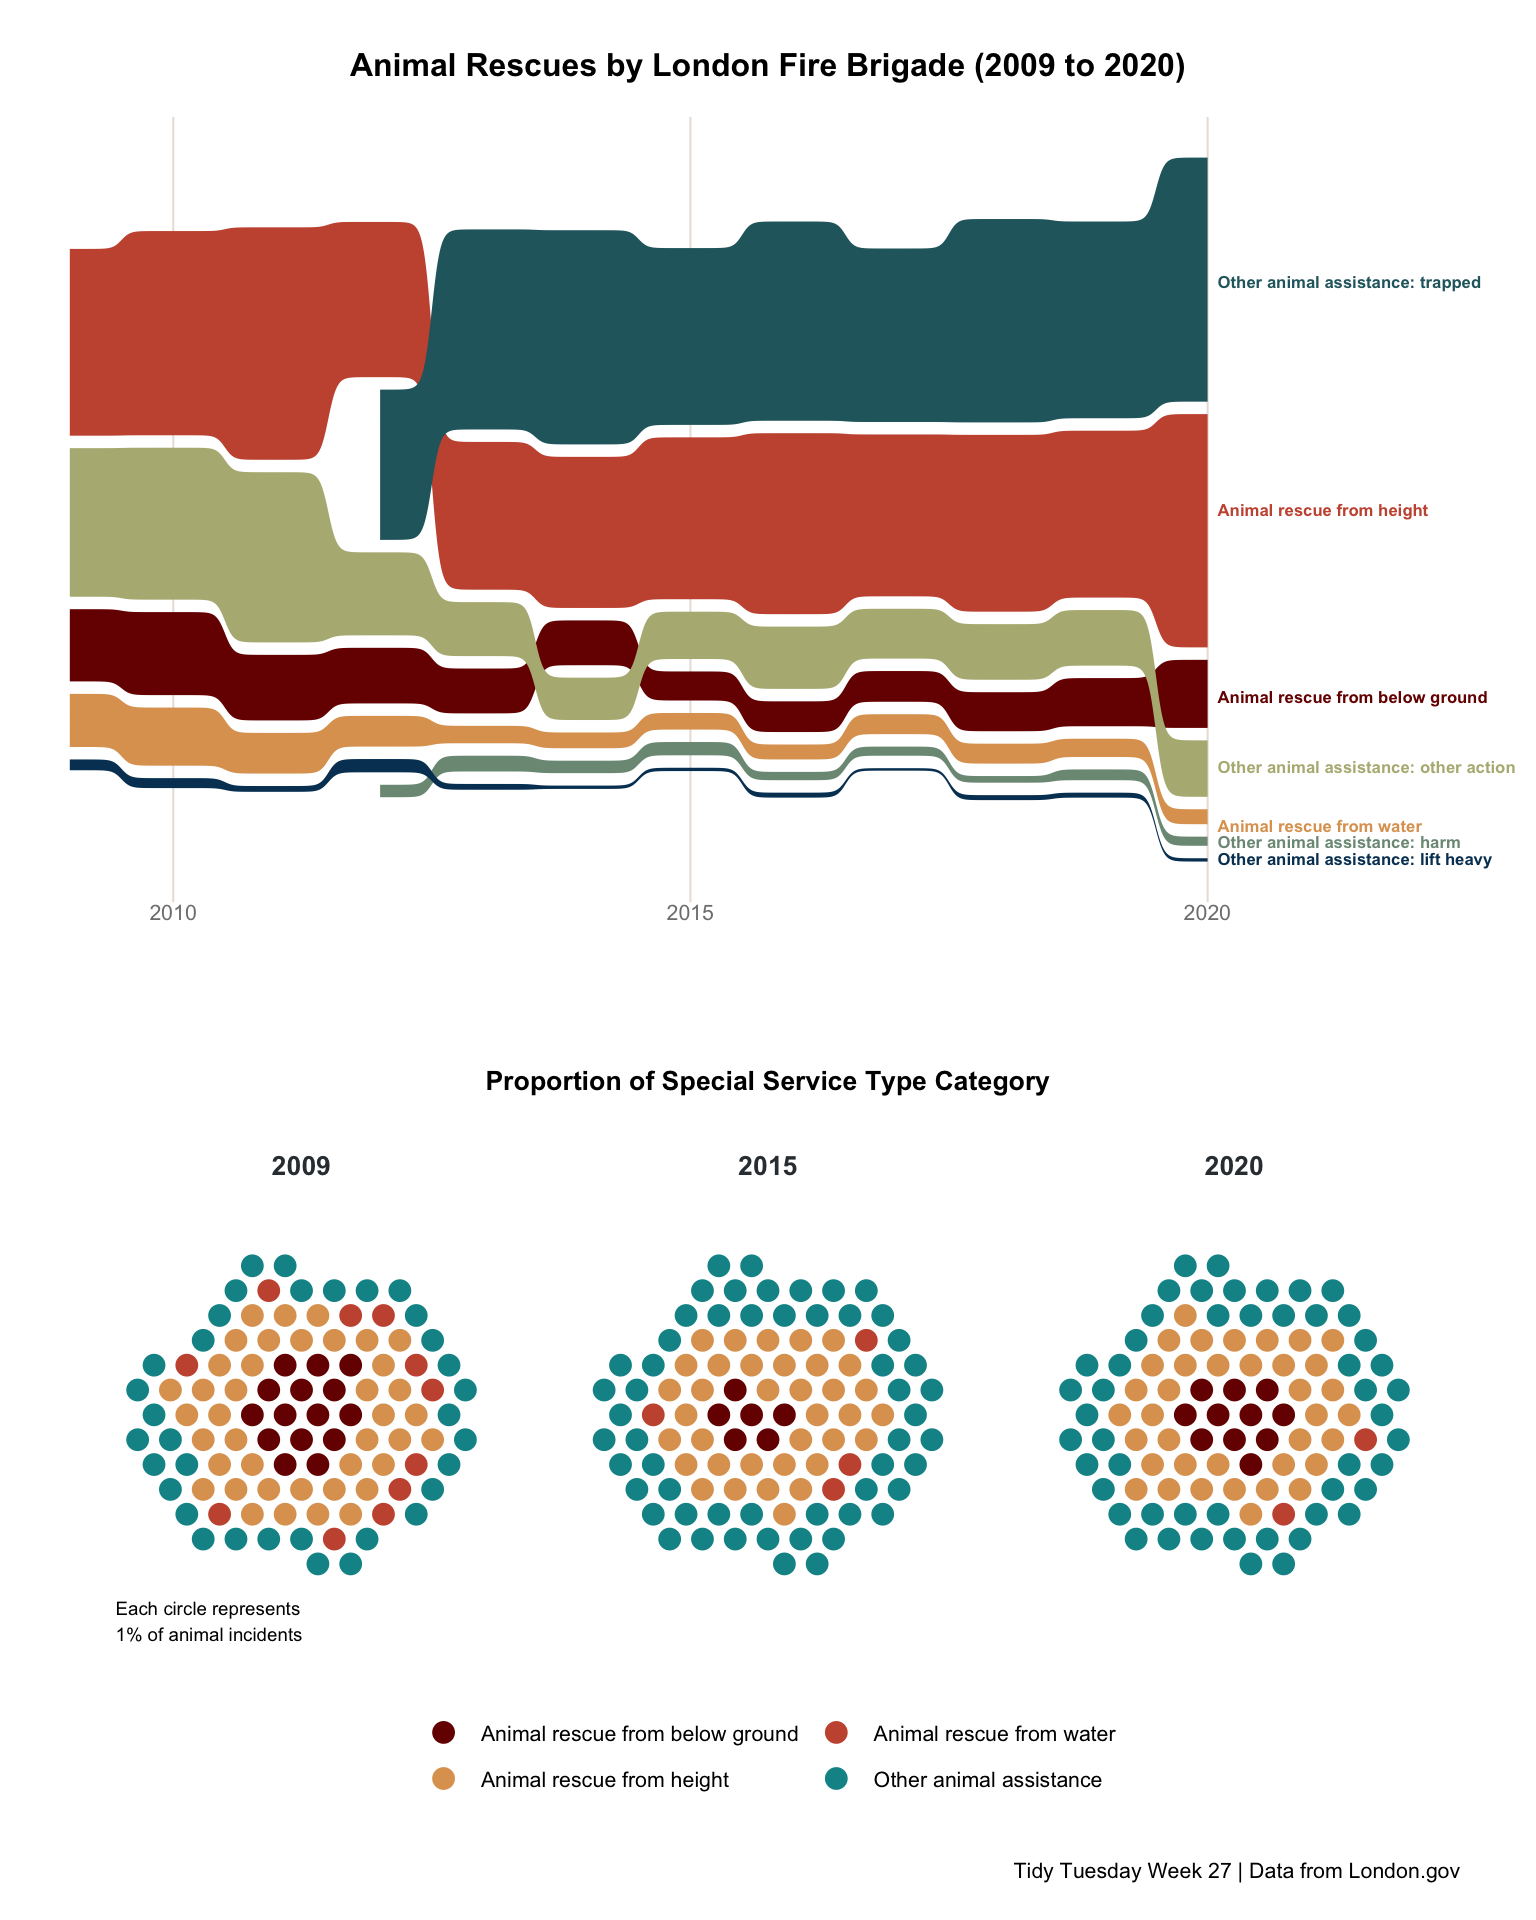 Animal Rescues by London Fire Brigade (2009 to 2020)
Other animal assistance: trapped
Animal rescue from height
Animal rescue from below ground
Other animal assistance: other action
Animal rescue from water
Other animal assistance: harm
Other animal assistance: lift heavy
2010 2015 2020
Proportion of Special Service Type Category
2009 2015 2020
Each circle represents
1% of animal incidents
Animal rescue from below ground Animal rescue from water
Animal rescue from height Other animal assistance
Tidy Tuesday Week 27 | Data from London.gov